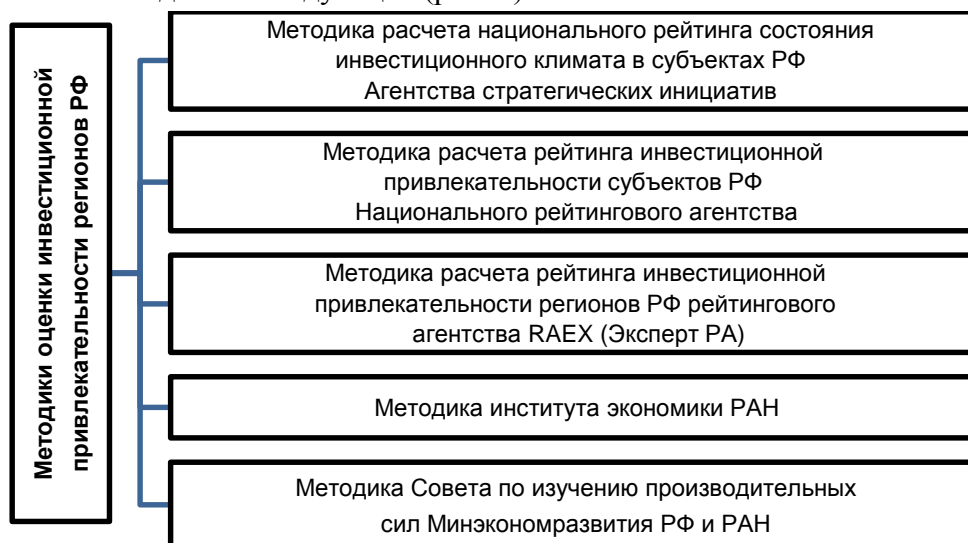 Методики оценки инвестиционной
привлекательности регионов РФ
Методика расчета национального рейтинга состояния
инвестиционного климата в субъектах РФ
Агентства стратегических инициатив
Методика расчета рейтинга инвестиционной
привлекательности субъектов РФ
Национального рейтингового агентства
Методика расчета рейтинга инвестиционной
привлекательности регионов РФ рейтингового
агентства RAEX (Эксперт РА)
Методика института экономики РАН
Методика Совета по изучению производительных
сил Минэкономразвития РФ и РАН